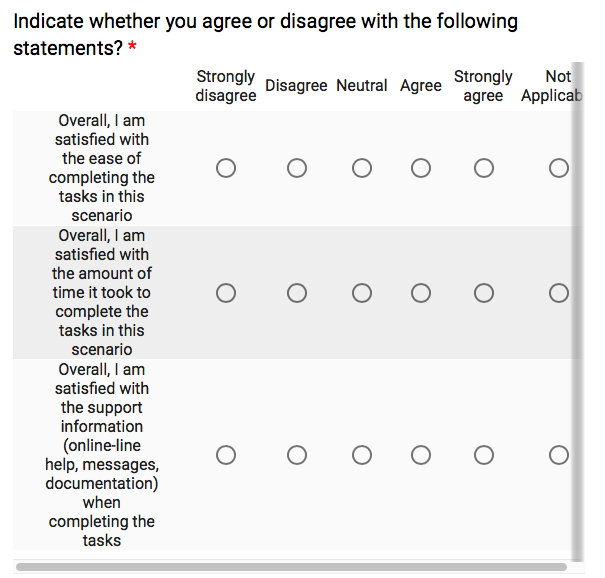 Indicate whether you agree or disagree with the following
statements? *
Strongly disagree Disagree Neutral Agree Strongly agree Not Applicab
Overall, I am
satisfied with
the ease of
completing the
tasks in this
scenario
Overall, I am
satisfied with
the amount of
time it took to
complete the
tasks in this
scenario
Overall, I am
satisfied with
the support
information
(online-line
help, messages,
documentation)
when
completing the
tasks